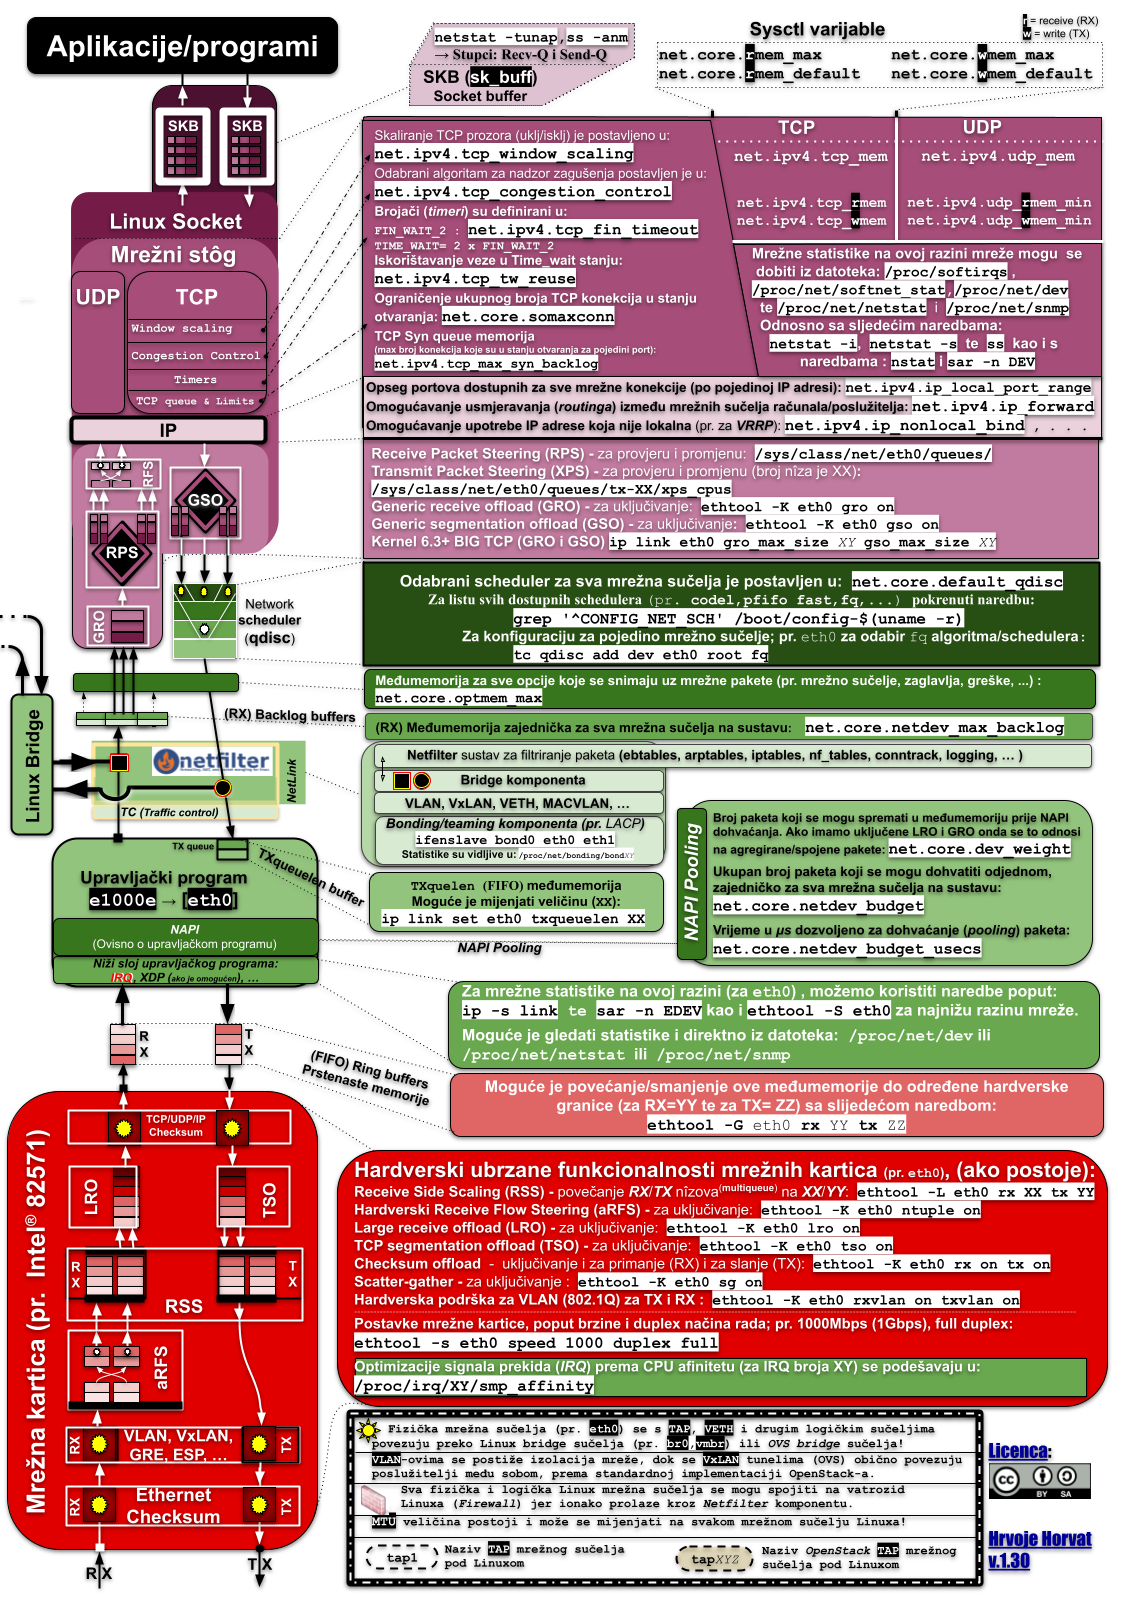 Aplikacije/programi
netstat -tunap,ss -anm
→ Stupci: Recv-Q i Send-Q
SKB (sk_buff)
Socket buffer
Sysctl varijable
r = receive (RX)
w = write (TX)
net.core.rmem_max net.core.wmem_max
net.core.rmem_default net.core.wmem_default
SKB SKB
Linux Socket
Mrežni stôg
UDP TCP
Window scaling
Congestion Control
Timers
TCP queue & Limits
IP
RFS
GSO
RPS
GRO
Skaliranje TCP prozora (uklj/isklj) je postavljeno u:
net.ipv4.tcp_window_scaling
Odabrani algoritam za nadzor zagušenja postavljen je u:
net.ipv4.tcp_congestion_control
Brojači (timeri) su definirani u:
FIN_WAIT_2 : net.ipv4.tcp_fin_timeout
TIME_WAIT= 2 x FIN_WAIT_2
Iskorištavanje veze u Time_wait stanju:
net.ipv4.tcp_tw_reuse
Ograničenje ukupnog broja TCP konekcija u stanju
otvaranja: net.core.somaxconn
TCP Syn queue memorija
(max broj konekcija koje su u stanju otvaranja za pojedini port):
net.ipv4.tcp_max_syn_backlog
TCP UDP
net.ipv4.tcp_mem net.ipv4.udp_mem
net.ipv4.tcp_rmem net.ipv4.udp_rmem_min
net.ipv4.tcp_wmem net.ipv4.udp_wmem_min
Mrežne statistike na ovoj razini mreže mogu se
dobiti iz datoteka: /proc/softirqs ,
/proc/net/softnet_stat,/proc/net/dev
te /proc/net/netstat i /proc/net/snmp
Odnosno sa sljedećim naredbama:
netstat -i, netstat -s te ss kao i s
naredbama : nstat i sar -n DEV
Opseg portova dostupnih za sve mrežne konekcije (po pojedinoj IP adresi): net.ipv4.ip_local_port_range
Omogućavanje usmjeravanja (routinga) između mrežnih sučelja računala/poslužitelja: net.ipv4.ip_forward
Omogućavanje upotrebe IP adrese koja nije lokalna (pr. za VRRP): net.ipv4.ip_nonlocal_bind , . . .
Receive Packet Steering (RPS) - za provjeru i promjenu: /sys/class/net/eth0/queues/
Transmit Packet Steering (XPS) - za provjeru i promjenu (broj nîza je XX):
/sys/class/net/eth0/queues/tx-XX/xps_cpus
Generic receive offload (GRO) - za uključivanje: ethtool -K eth0 gro on
Generic segmentation offload (GSO) - za uključivanje: ethtool -K eth0 gso on
Kernel 6.3+ BIG TCP (GRO i GSO) ip link eth0 gro_max_size XY gso_max_size XY
Network
scheduler
(qdisc)
Odabrani scheduler za sva mrežna sučelja je postavljen u: net.core.default_qdisc
Za listu svih dostupnih schedulera (pr. codel,pfifo fast,fq,...) pokrenuti naredbu:
grep '^CONFIG_NET_SCH' /boot/config-$(uname -r)
Za konfiguraciju za pojedino mrežno sučelje; pr. eth0 za odabir fq algoritma/schedulera:
tc qdisc add dev eth0 root fq
Međumemorija za sve opcije koje se snimaju uz mrežne pakete (pr. mrežno sučelje, zaglavlja, greške, ...) :
net.core.optmem_max
(RX) Backlog buffers
(RX) Međumemorija zajednička za sva mrežna sučelja na sustavu: net.core.netdev_max_backlog
Linux Bridge
netfilter
NetLink
TC (Traffic control)
Netfilter sustav za filtriranje paketa (ebtables, arptables, iptables, nf_tables, conntrack, logging, ... )
Bridge komponenta
VLAN, VxLAN, VETH, MACVLAN, ...
Bonding/teaming komponenta (pr. LACP)
ifenslave bond0 eth0 eth1
Statistike su vidljive u: /proc/net/bonding/bondXY
TX queue
TXqueuelen buffer
Upravljački program
e1000e → [eth0]
NAPI
(Ovisno o upravljačkom programu)
Niži sloj upravljačkog programa:
IRQ, XDP (ako je omogućen), ...
TXquelen (FIFO) međumemorija
Moguće je mijenjati veličinu (XX):
ip link set eth0 txqueuelen XX
NAPI Pooling
NAPI Pooling
Broj paketa koji se mogu spremati u međumemoriju prije NAPI
dohvaćanja. Ako imamo uključene LRO i GRO onda se to odnosi
na agregirane/spojene pakete: net.core.dev_weight
Ukupan broj paketa koji se mogu dohvatiti odjednom,
zajedničko za sva mrežna sučelja na sustavu:
net.core.netdev_budget
Vrijeme u µs dozvoljeno za dohvaćanje (pooling) paketa:
net.core.netdev_budget_usecs
Za mrežne statistike na ovoj razini (za eth0) , možemo koristiti naredbe poput:
ip -s link te sar -n EDEV kao i ethtool -S eth0 za najnižu razinu mreže.
Moguće je gledati statistike i direktno iz datoteka: /proc/net/dev ili
/proc/net/netstat ili /proc/net/snmp
R X
T X
(FIFO) Ring buffers
Prstenaste memorije
Moguće je povećanje/smanjenje ove međumemorije do određene hardverske
granice (za RX=YY te za TX= ZZ) sa slijedećom naredbom:
ethtool -G eth0 rx YY tx ZZ
Mrežna kartica (pr. Intel® 82571)
TCP/UDP/IP
Checksum
LRO
TSO
R X
T X
RSS
aRFS
RX
VLAN, VxLAN,
GRE, ESP, ...
TX
RX
Ethernet
Checksum
TX
R X
T X
Hardverski ubrzane funkcionalnosti mrežnih kartica (pr. eth0), (ako postoje):
Receive Side Scaling (RSS) - povečanje RX/TX nîzova(multiqueue) na XX/YY: ethtool -L eth0 rx XX tx YY
Hardverski Receive Flow Steering (aRFS) - za uključivanje: ethtool -K eth0 ntuple on
Large receive offload (LRO) - za uključivanje: ethtool -K eth0 lro on
TCP segmentation offload (TSO) - za uključivanje: ethtool -K eth0 tso on
Checksum offload - uključivanje i za primanje (RX) i za slanje (TX): ethtool -K eth0 rx on tx on
Scatter-gather - za uključivanje : ethtool -K eth0 sg on
Hardverska podrška za VLAN (802.1Q) za TX i RX : ethtool -K eth0 rxvlan on txvlan on
Postavke mrežne kartice, poput brzine i duplex načina rada; pr. 1000Mbps (1Gbps), full duplex:
ethtool -s eth0 speed 1000 duplex full
Optimizacije signala prekida (IRQ) prema CPU afinitetu (za IRQ broja XY) se podešavaju u:
/proc/irq/XY/smp_affinity
Fizička mrežna sučelja (pr. eth0) se s TAP, VETH i drugim logičkim sučeljima
povezuju preko Linux bridge sučelja (pr. br0,vmbr) ili OVS bridge sučelja!
VLAN-ovima se postiže izolacija mreže, dok se VxLAN tunelima (OVS) obično povezuju
poslužitelji među sobom, prema standardnoj implementaciji OpenStack-a.
Sva fizička i logička Linux mrežna sučelja se mogu spojiti na vatrozid
Linuxa (Firewall) jer ionako prolaze kroz Netfilter komponentu.
MTU veličina postoji i može se mijenjati na svakom mrežnom sučelju Linuxa!
tap1
Naziv TAP mrežnog sučelja
pod Linuxom
tapXYZ
Naziv OpenStack TAP mrežnog
sučelja pod Linuxom
Licenca:
CC BY SA
Hrvoje Horvat
v.1.30